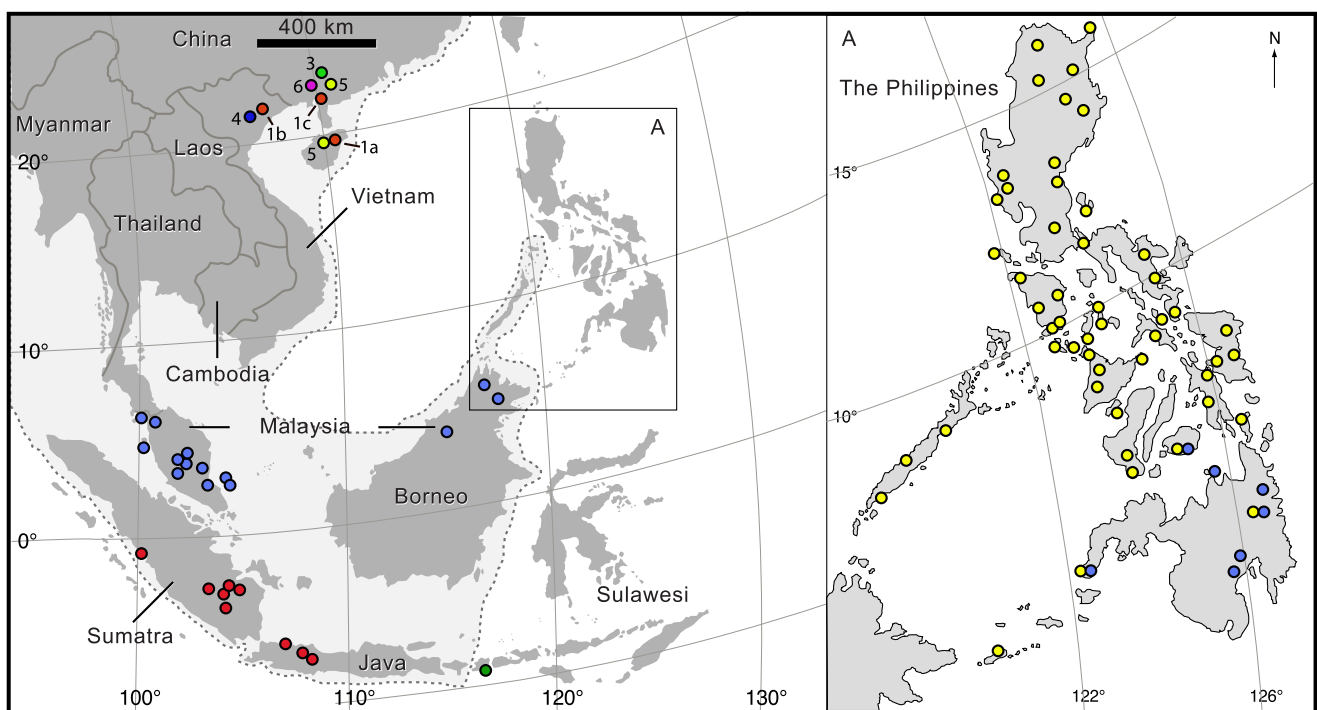 400 km
China
3
6
5
4
1b
1c
1a
5
Myanmar
Laos
20°
Vietnam
Thailand
A
10°
Cambodia
Malaysia
Borneo
0°
Sulawesi
Sumatra
Java
100°
110°
120°
130°
A
N
The Philippines
15°
10°
122°
126°